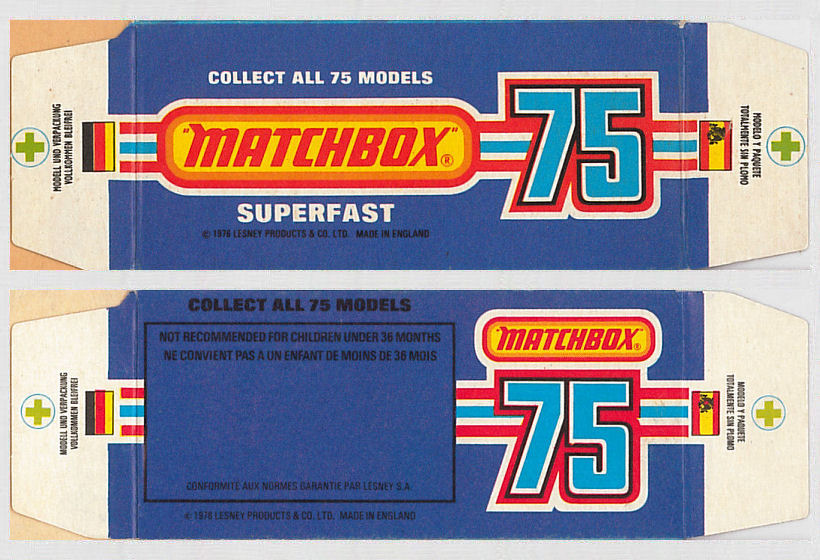 COLLECT ALL 75 MODELS
"MATCHBOX"®
75
SUPERFAST
© 1976 LESNEY PRODUCTS & CO. LTD. MADE IN ENGLAND
MODELL UND VERPACKUNG
VOLLKOMMEN BLEIFREI
MODELO Y PAQUETE
TOTALMENTE SIN PLOMO
COLLECT ALL 75 MODELS
NOT RECOMMENDED FOR CHILDREN UNDER 36 MONTHS
NE CONVIENT PAS A UN ENFANT DE MOINS DE 36 MOIS
CONFORMITÉ AUX NORMES GARANTIE PAR LESNEY S.A.
© 1976 LESNEY PRODUCTS & CO. LTD. MADE IN ENGLAND
"MATCHBOX"®
75
MODELL UND VERPACKUNG
VOLLKOMMEN BLEIFREI
MODELO Y PAQUETE
TOTALMENTE SIN PLOMO